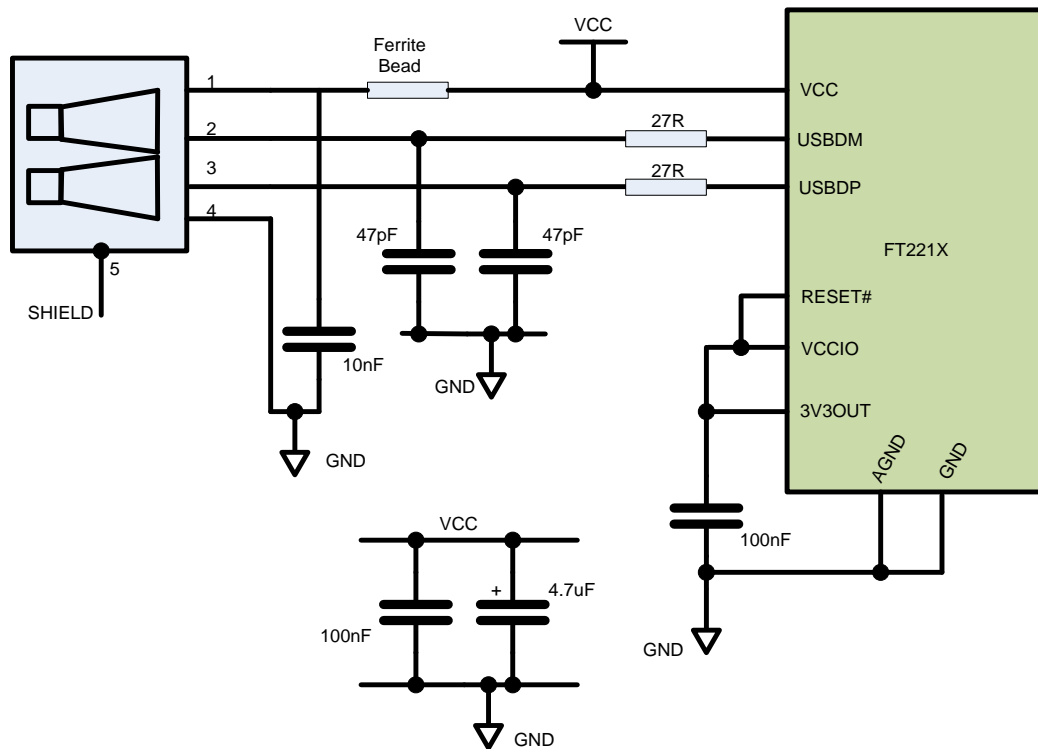 VCC
Ferrite
Bead
1
VCC
27R
2
USBDM
27R
3
USBDP
4
47pF
47pF
FT221X
5
RESET#
SHIELD
VCCIO
10nF
GND
3V3OUT
GND
AGND
GND
VCC
100nF
+
4.7uF
100nF
GND
GND